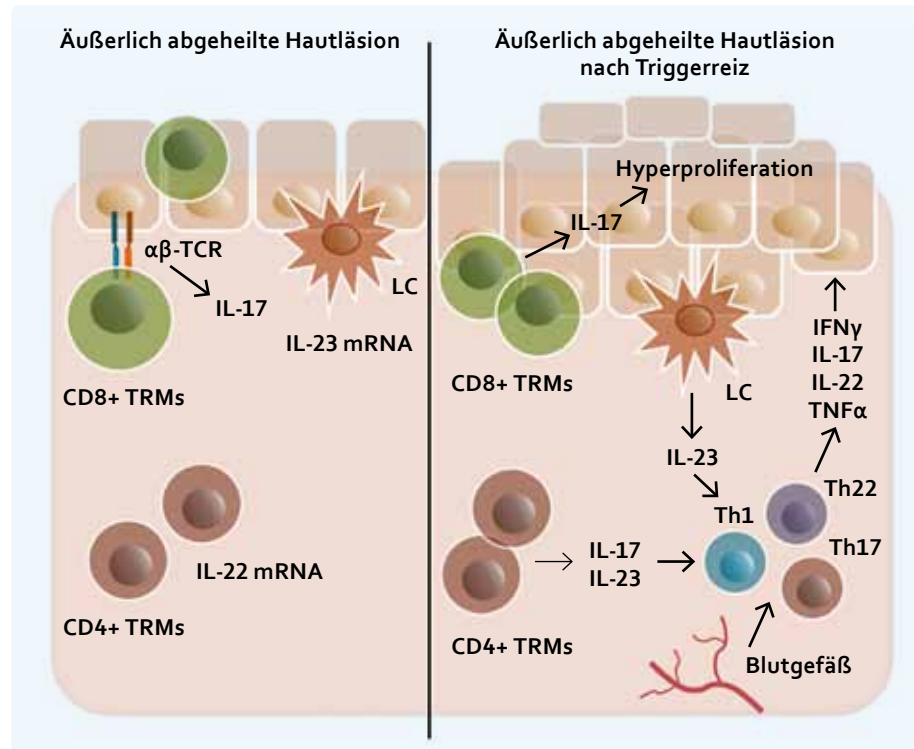 Äußerlich abgeheilte Hautläsion
αβ-TCR
IL-17
LC
IL-23 mRNA
CD8+ TRMs
IL-22 mRNA
CD4+ TRMs
Äußerlich abgeheilte Hautläsion
nach Triggerreiz
Hyperproliferation
IL-17
CD8+ TRMs
LC
IFNγ
IL-17
IL-22
TNFα
IL-23
Th22
Th1
Th17
IL-17
IL-23
CD4+ TRMs
Blutgefäß